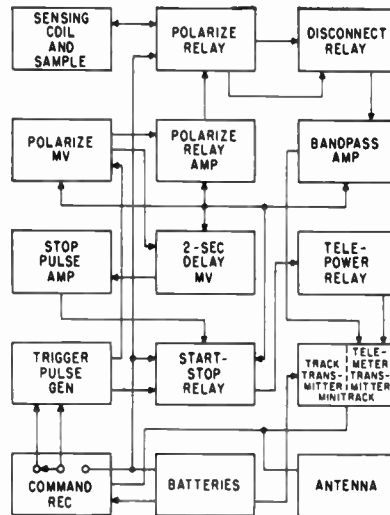 SENSING
COIL
AND
SAMPLE
POLARIZE
RELAY
DISCONNECT
RELAY
POLARIZE
MV
POLARIZE
RELAY
AMP
BANDPASS
AMP
STOP
PULSE
AMP
2-SEC
DELAY
MV
TELE-
POWER
RELAY
TRIGGER
PULSE
GEN
START-
STOP
RELAY
TRACK
TRANS-
MITTER
TELE-
METER
TRANS-
MITTER
MINITRACK
COMMAND
REC
BATTERIES
ANTENNA